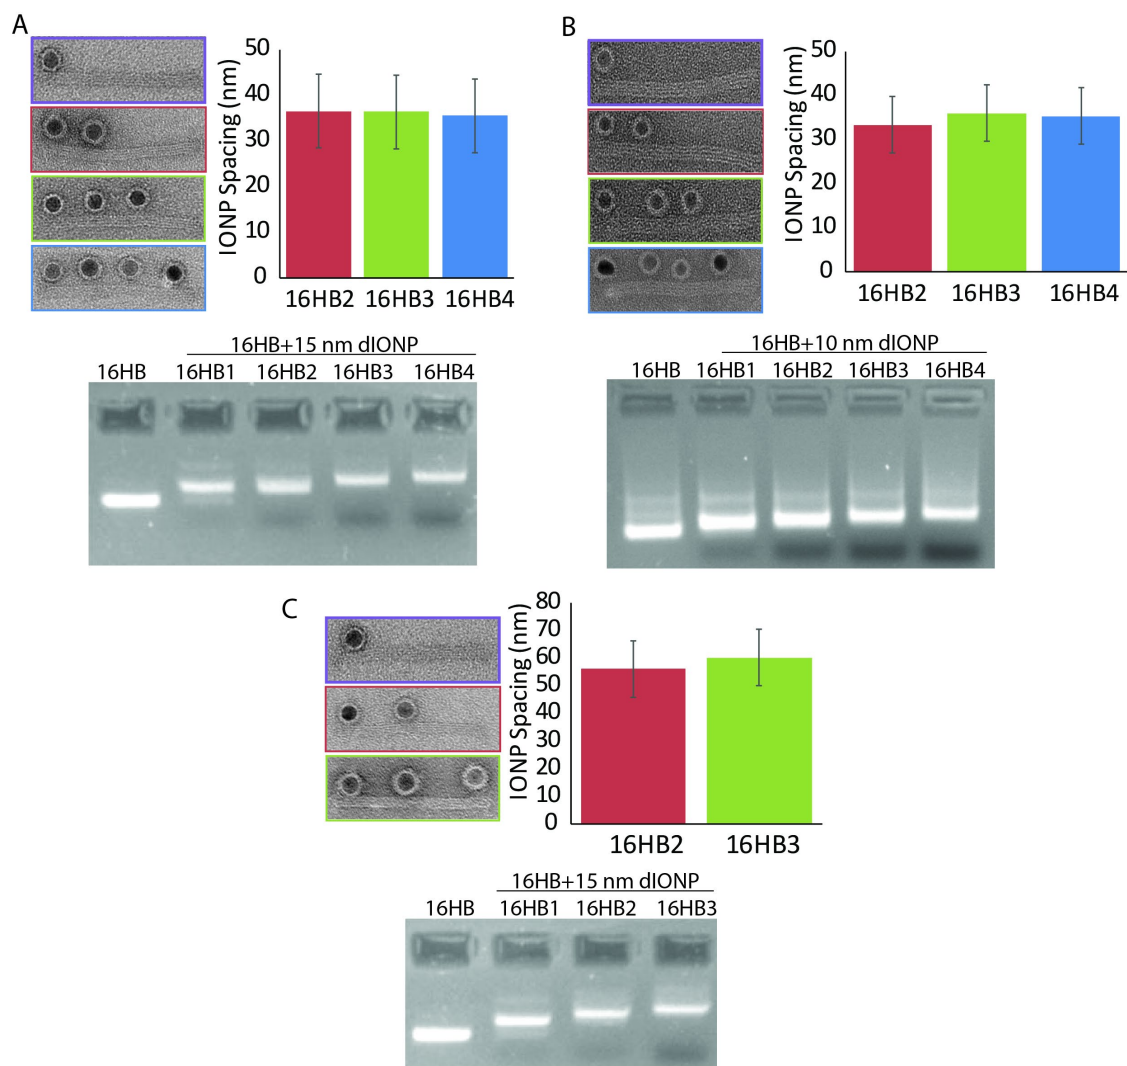 A
IONP Spacing (nm)
50
40
30
20
10
0
16HB2 16HB3 16HB4
16HB+15 nm dIONP
16HB 16HB1 16HB2 16HB3 16HB4
B
IONP Spacing (nm)
50
40
30
20
10
0
16HB2 16HB3 16HB4
16HB+10 nm dIONP
16HB 16HB1 16HB2 16HB3 16HB4
C
IONP Spacing (nm)
80
70
60
50
40
30
20
10
0
16HB2 16HB3
16HB+15 nm dIONP
16HB 16HB1 16HB2 16HB3